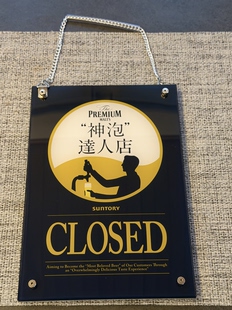 The
PREMIUM
MALT'S
“神泡”
達人店
SUNTORY
CLOSED
Aiming to Become the "Most Beloved Beer" of Our Customers Through
an "Overwhelmingly Delicious Taste Experience"